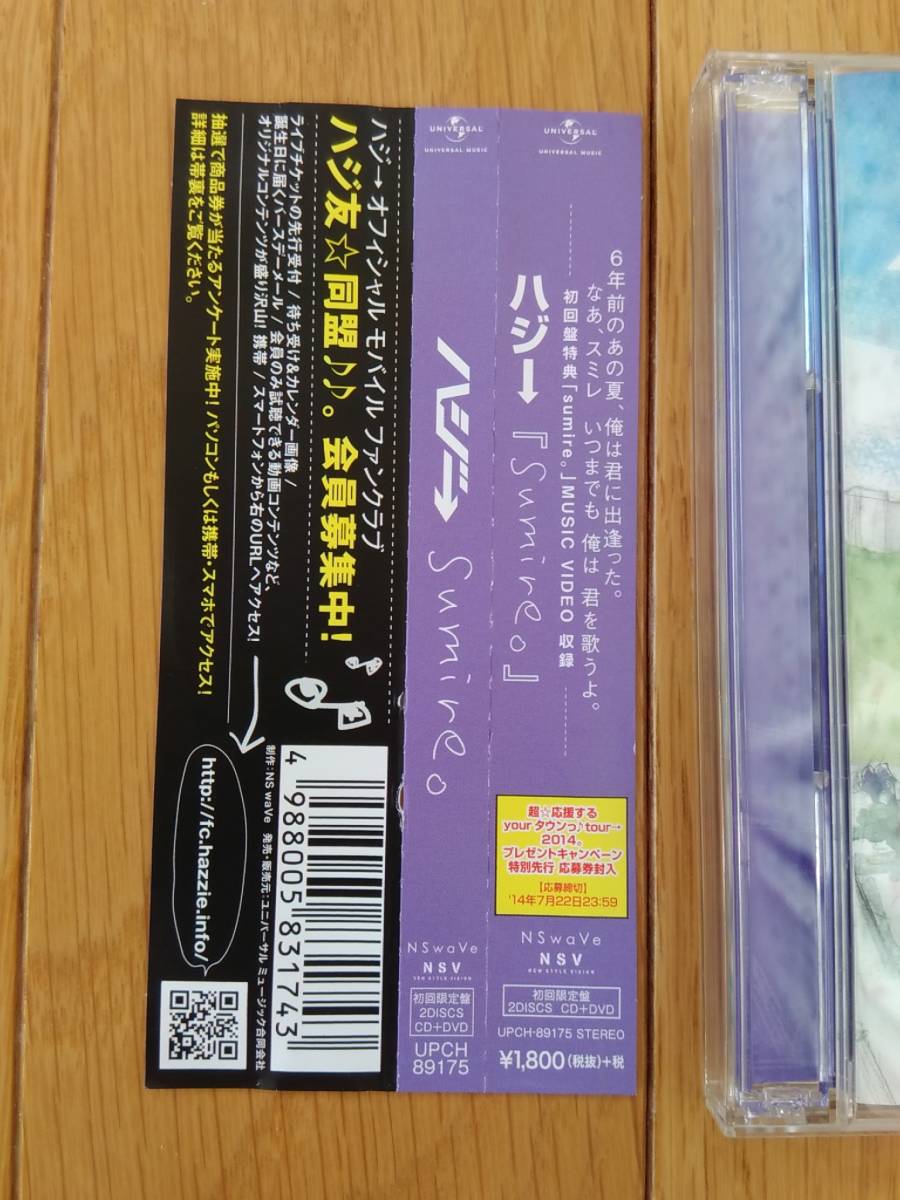 UNIVERSAL
UNIVERSAL MUSIC
6年前のあの夏、俺は君に出逢った。
なあ、スミレ いつまでも 俺は 君を歌うよ。
初回盤特典「sumire。」MUSIC VIDEO 収録
ハジ→『Sumire。』
超☆応援する
your タウンっ♪tour→
2014。
プレゼントキャンペーン
特別先行 応募券封入
【応募締切】
'14年7月22日23:59
NSwaVe
NSV
NEW STYLE VISION
初回限定盤
2DISCS CD+DVD
UPCH-89175 STEREO
¥1,800(税抜)+税
UNIVERSAL
UNIVERSAL MUSIC
ハジ→ Sumire。
NSwaVe
NSV
NEW STYLE VISION
初回限定盤
2DISCS
CD+DVD
UPCH
89175
ハジ→オフィシャル モバイル ファンクラブ
ハジ友☆同盟♪♪。会員募集中!
ライブチケットの先行受付 / 待ち受け&カレンダー画像 /
誕生日に届くバースデーメール / 会員のみ試聴できる動画コンテンツなど、
オリジナルコンテンツが盛り沢山! 携帯 / スマートフォンから右のURLへアクセス!
抽選で商品券が当たるアンケート実施中! パソコンもしくは携帯・スマホでアクセス!
詳細は帯裏をご覧ください。
4 988005 831743
制作:NS waVe 発売・販売元:ユニバーサル ミュージック合同会社
http://fc.hazzie.info/